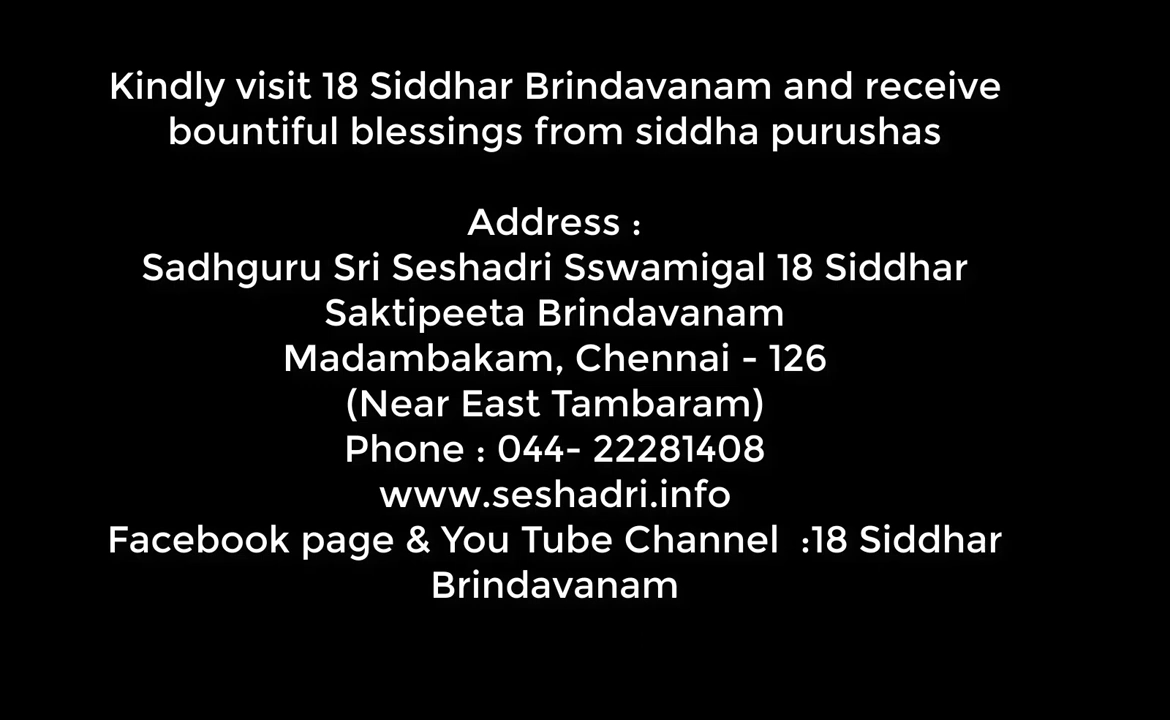 Kindly visit 18 Siddhar Brindavanam and receive
bountiful blessings from siddha purushas
Address :
Sadhguru Sri Seshadri Sswamigal 18 Siddhar
Saktipeeta Brindavanam
Madambakam, Chennai - 126
(Near East Tambaram)
Phone : 044- 22281408
www.seshadri.info
Facebook page & You Tube Channel  :18 Siddhar
Brindavanam